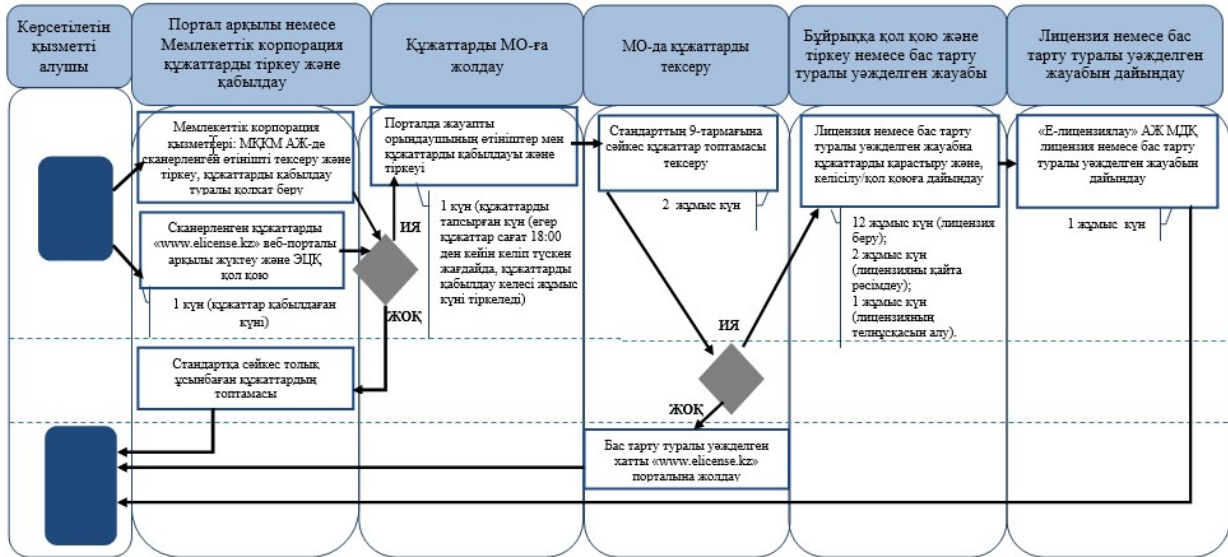 Көрсетілетін
қызметті
алушы
Портал арқылы немесе
Мемлекеттік корпорация
құжаттарды тіркеу және
қабылдау
Құжаттарды МО-ға
жолдау
МО-да құжаттарды
тексеру
Бұйрыққа қол қою және
тіркеу немесе бас тарту
туралы уәжделген жауабы
Лицензия немесе бас
тарту туралы уәжделген
жауабын дайындау
Мемлекеттік корпорация
қызметкері: МҚКМ АЖ-де
сканерленген өтінішті тексеру және
тіркеу, құжаттарды қабылдау
туралы қолхат беру
Сканерленген құжаттарды
«www.elicense.kz» веб-порталы
арқылы жүктеу және ЭЦҚ
қол қою
1 күн (құжаттар қабылдаған
күні)
Стандартқа сәйкес толық
ұсынбаған құжаттардың
топтамасы
Порталда жауапты
орындаушының өтініштер мен
құжаттарды қабылдауы және
тіркеуі
ИЯ
ЖОҚ
1 күн (құжаттарды
тапсырған күн (егер
құжаттар сағат 18:00
ден кейін келіп түскен
жағдайда, құжаттарды
қабылдау келесі жұмыс
күні тіркеледі)
Стандарттың 9-тармағына
сәйкес құжаттар топтамасы
тексеру
2 жұмыс күн
ИЯ
ЖОҚ
Бас тарту туралы уәжделген
хатты «www.elicense.kz»
порталына жолдау
Лицензия немесе бас тарту
туралы уәжделген жауабна
құжаттарды қарастыру және,
келісілу/қол қоюға дайындау
12 жұмыс күн (лицензия
беру);
2 жұмыс күн
(лицензияны қайта
рәсімдеу);
1 жұмыс күн
(лицензияның
телнұсқасын алу).
«Е-лицензиялау» АЖ МДҚ
лицензия немесе бас тарту
туралы уәжделген жауабын
дайындау
1 жұмыс күн